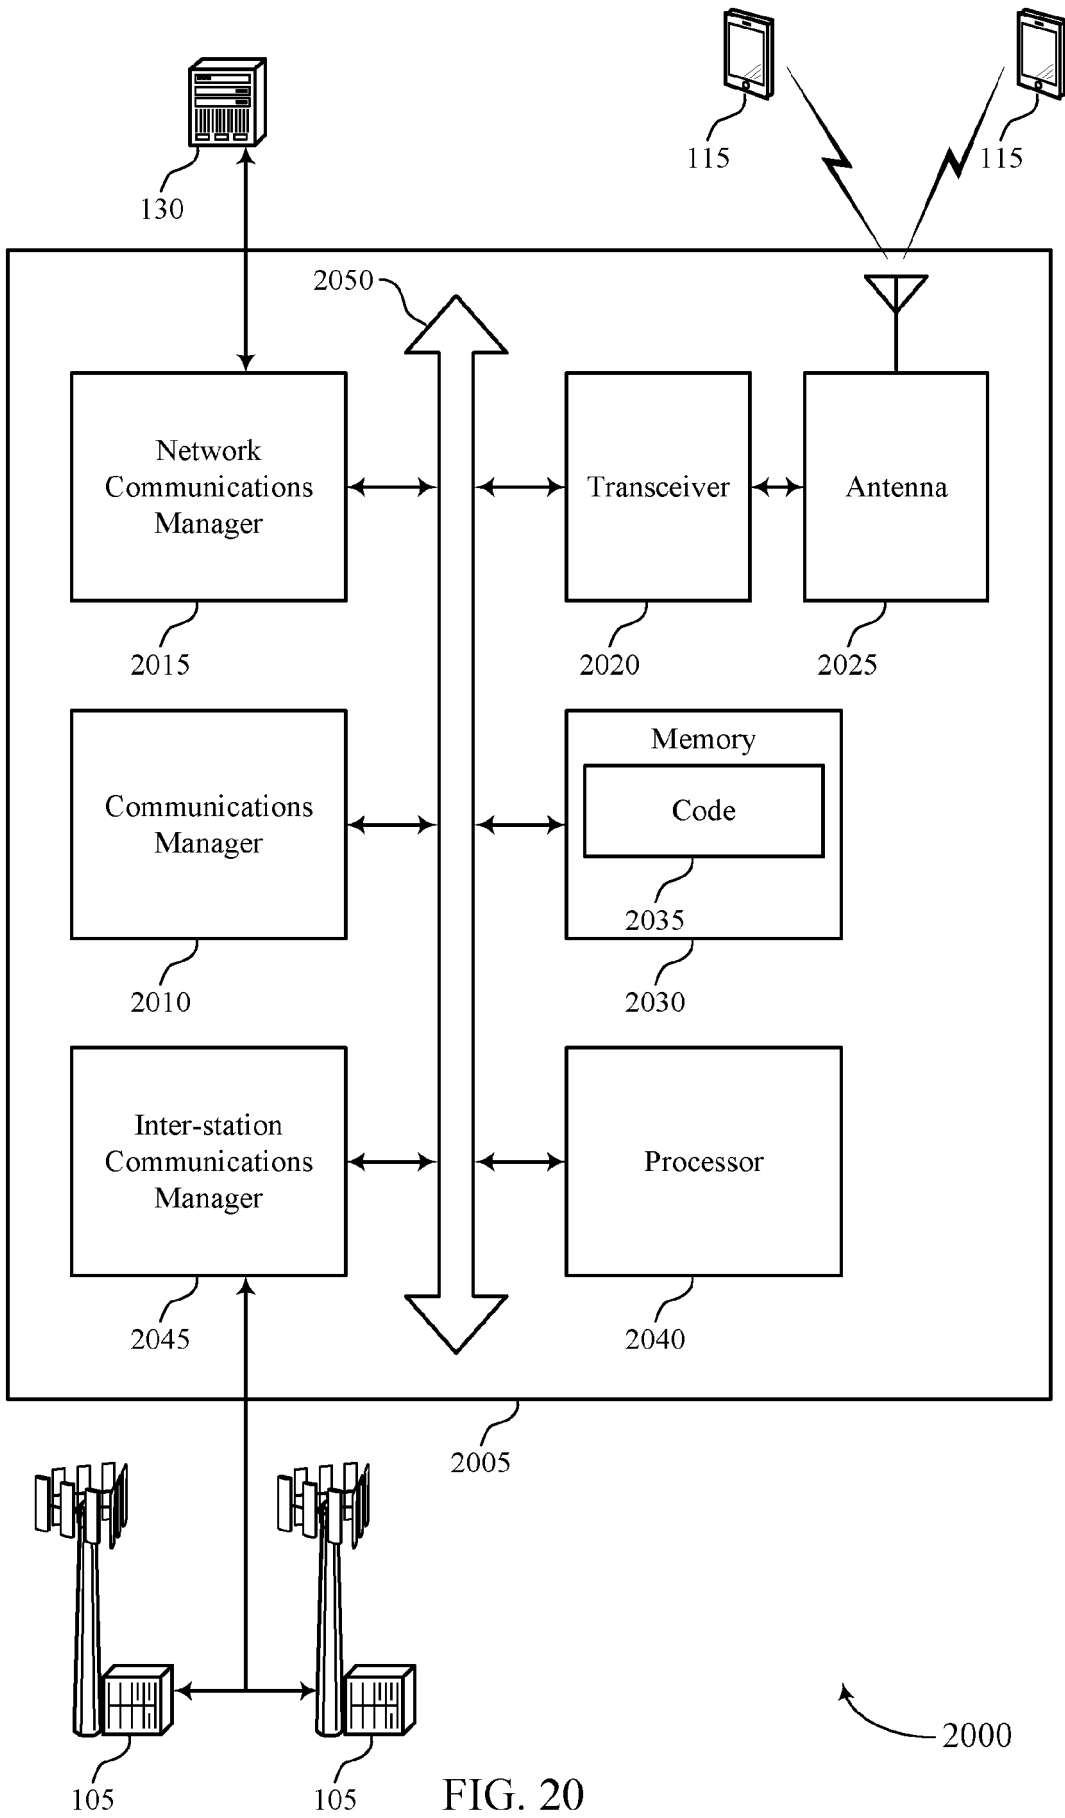 115
115
130
2050
Network
Communications
Manager
Transceiver
Antenna
2015
2020
2025
Communications
Manager
Memory
Code
2035
2010
2030
Inter-station
Communications
Manager
Processor
2045
2040
2005
2000
105
105
FIG. 20